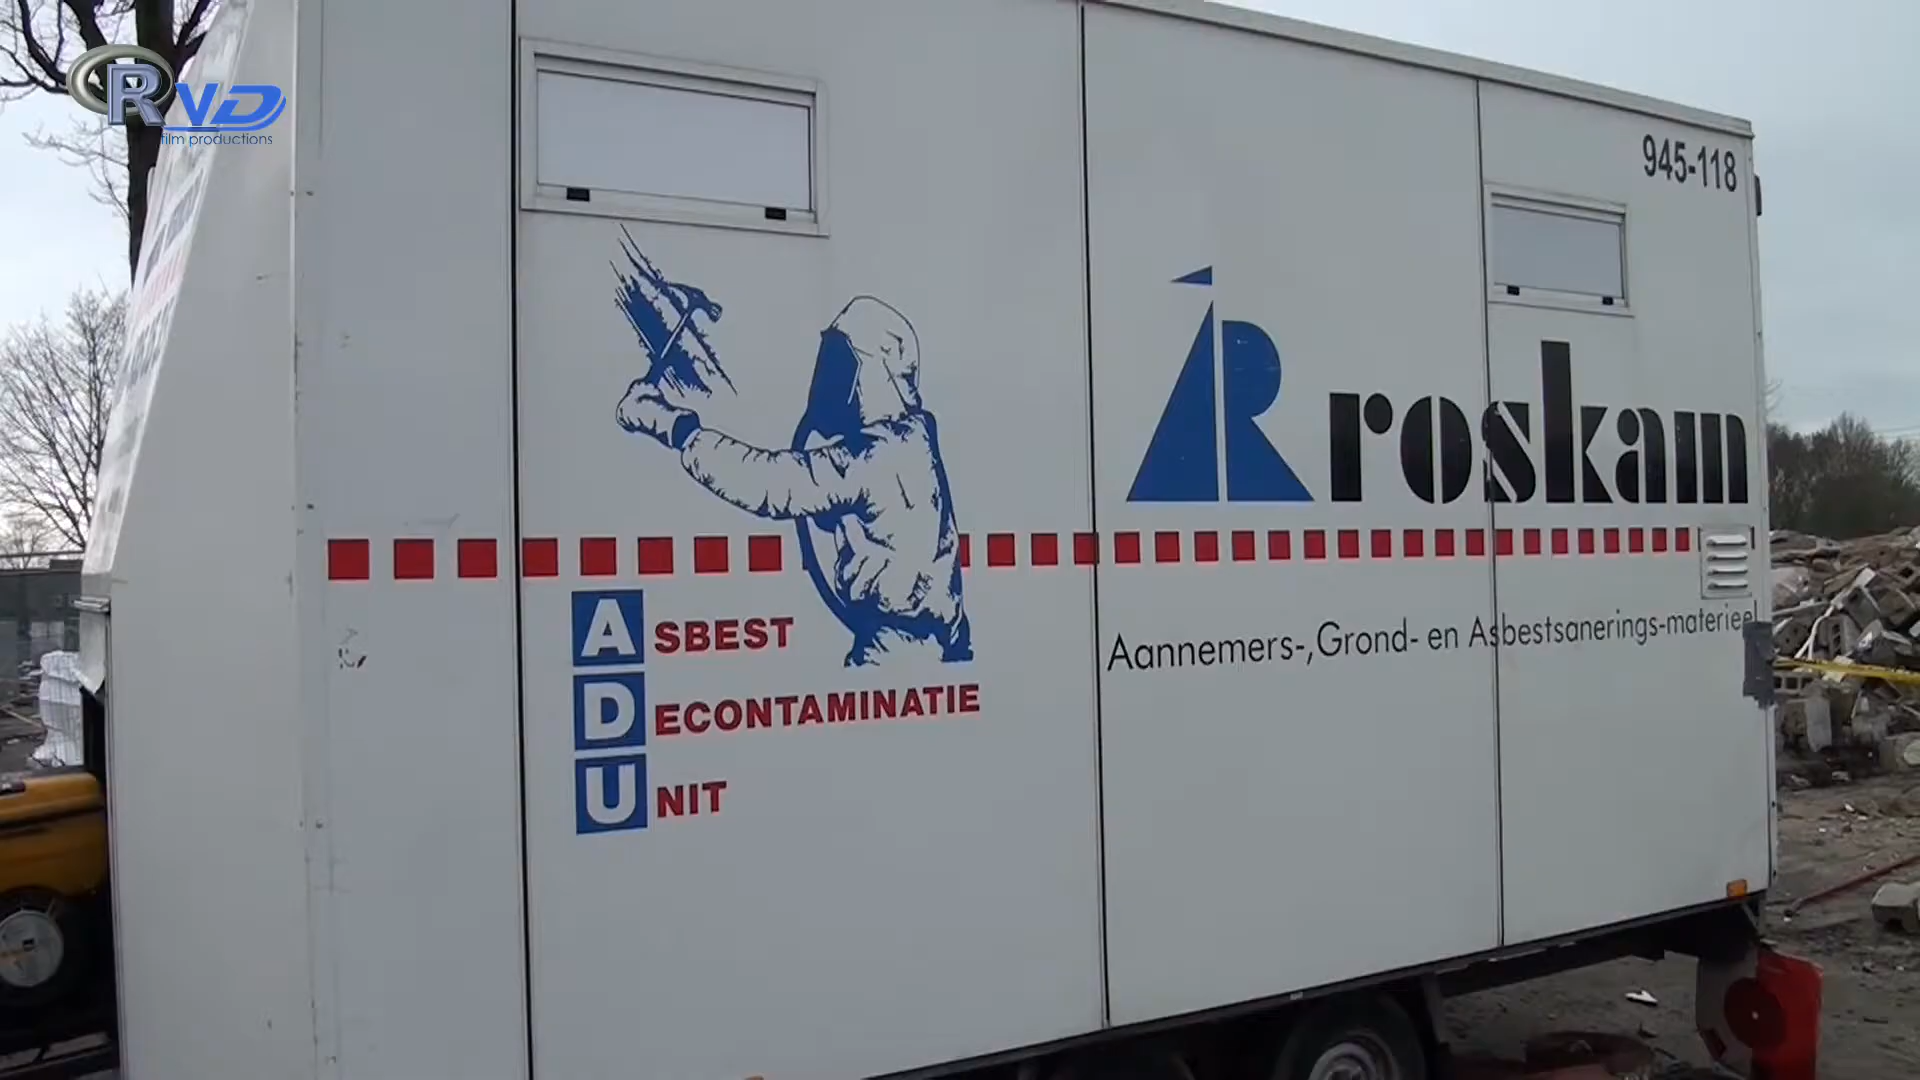 RVD
film productions
945-118
R roskam
ASBEST
DECONTAMINATIE
UNIT
Aannemers-,Grond- en Asbestsanerings-materieel